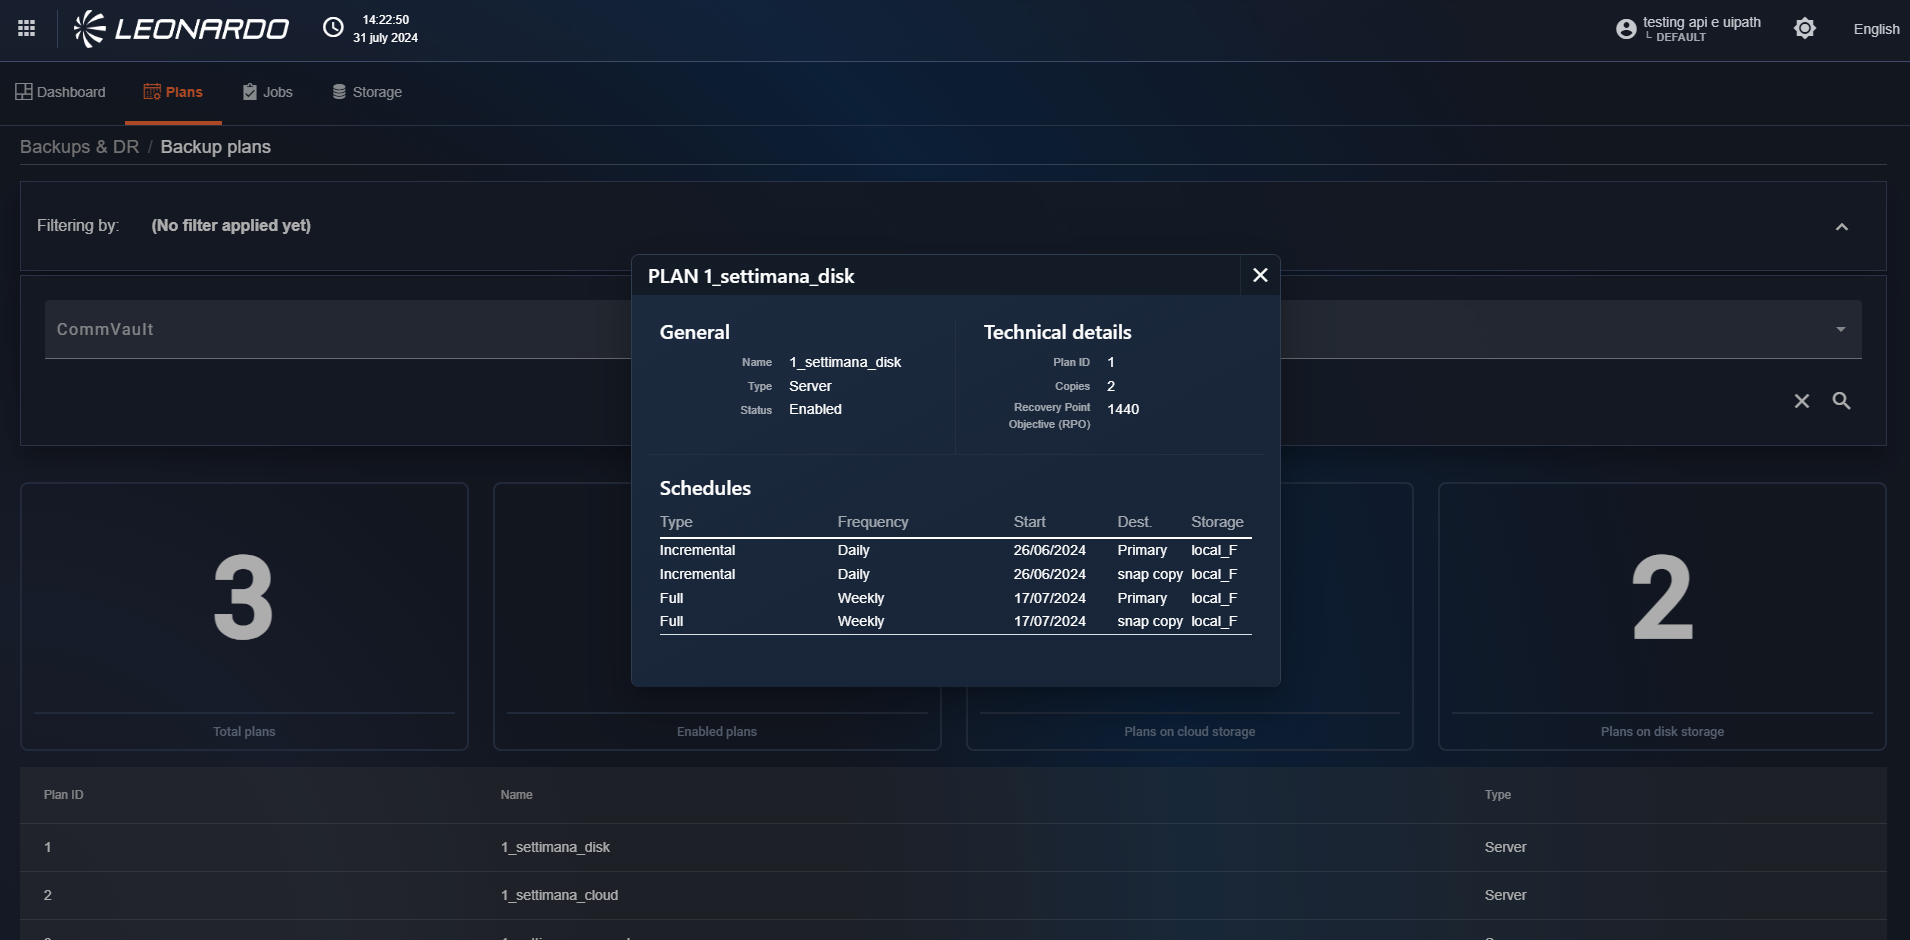 LEONARDO
14:22:50
31 july 2024
testing api e uipath
└ DEFAULT
English
Dashboard
Plans
Jobs
Storage
Backups & DR / Backup plans
Filtering by: (No filter applied yet)
CommVault
PLAN 1_settimana_disk
General
Name 1_settimana_disk
Type Server
Status Enabled
Technical details
Plan ID 1
Copies 2
Recovery Point
Objective (RPO) 1440
Schedules
Type Frequency Start Dest. Storage
Incremental Daily 26/06/2024 Primary local_F
Incremental Daily 26/06/2024 snap copy local_F
Full Weekly 17/07/2024 Primary local_F
Full Weekly 17/07/2024 snap copy local_F
3
Total plans
Enabled plans
Plans on cloud storage
2
Plans on disk storage
Plan ID Name Type
1 1_settimana_disk Server
2 1_settimana_cloud Server